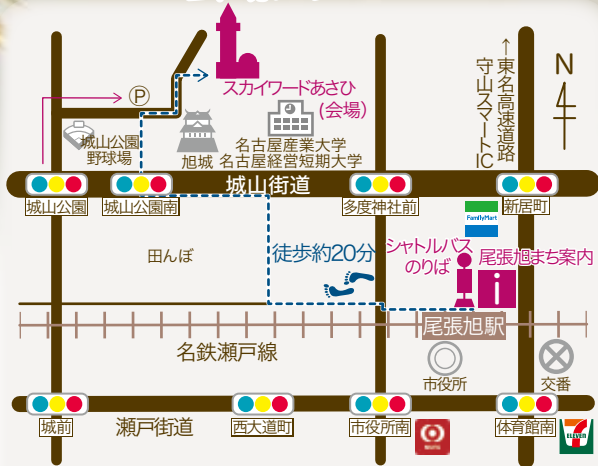 Ⓟ
スカイワードあさひ
(会場)
←東名高速道路
守山スマートIC
N
城山公園
野球場
旭城
名古屋産業大学
名古屋経営短期大学
城山街道
城山公園
城山公園南
多度神社前
新居町
FamilyMart
田んぼ
徒歩約20分
シャトルバス
のりば
尾張旭まち案内
i
尾張旭駅
名鉄瀬戸線
市役所
交番
城前
瀬戸街道
西大道町
市役所南
体育館南
7
ELEVEN